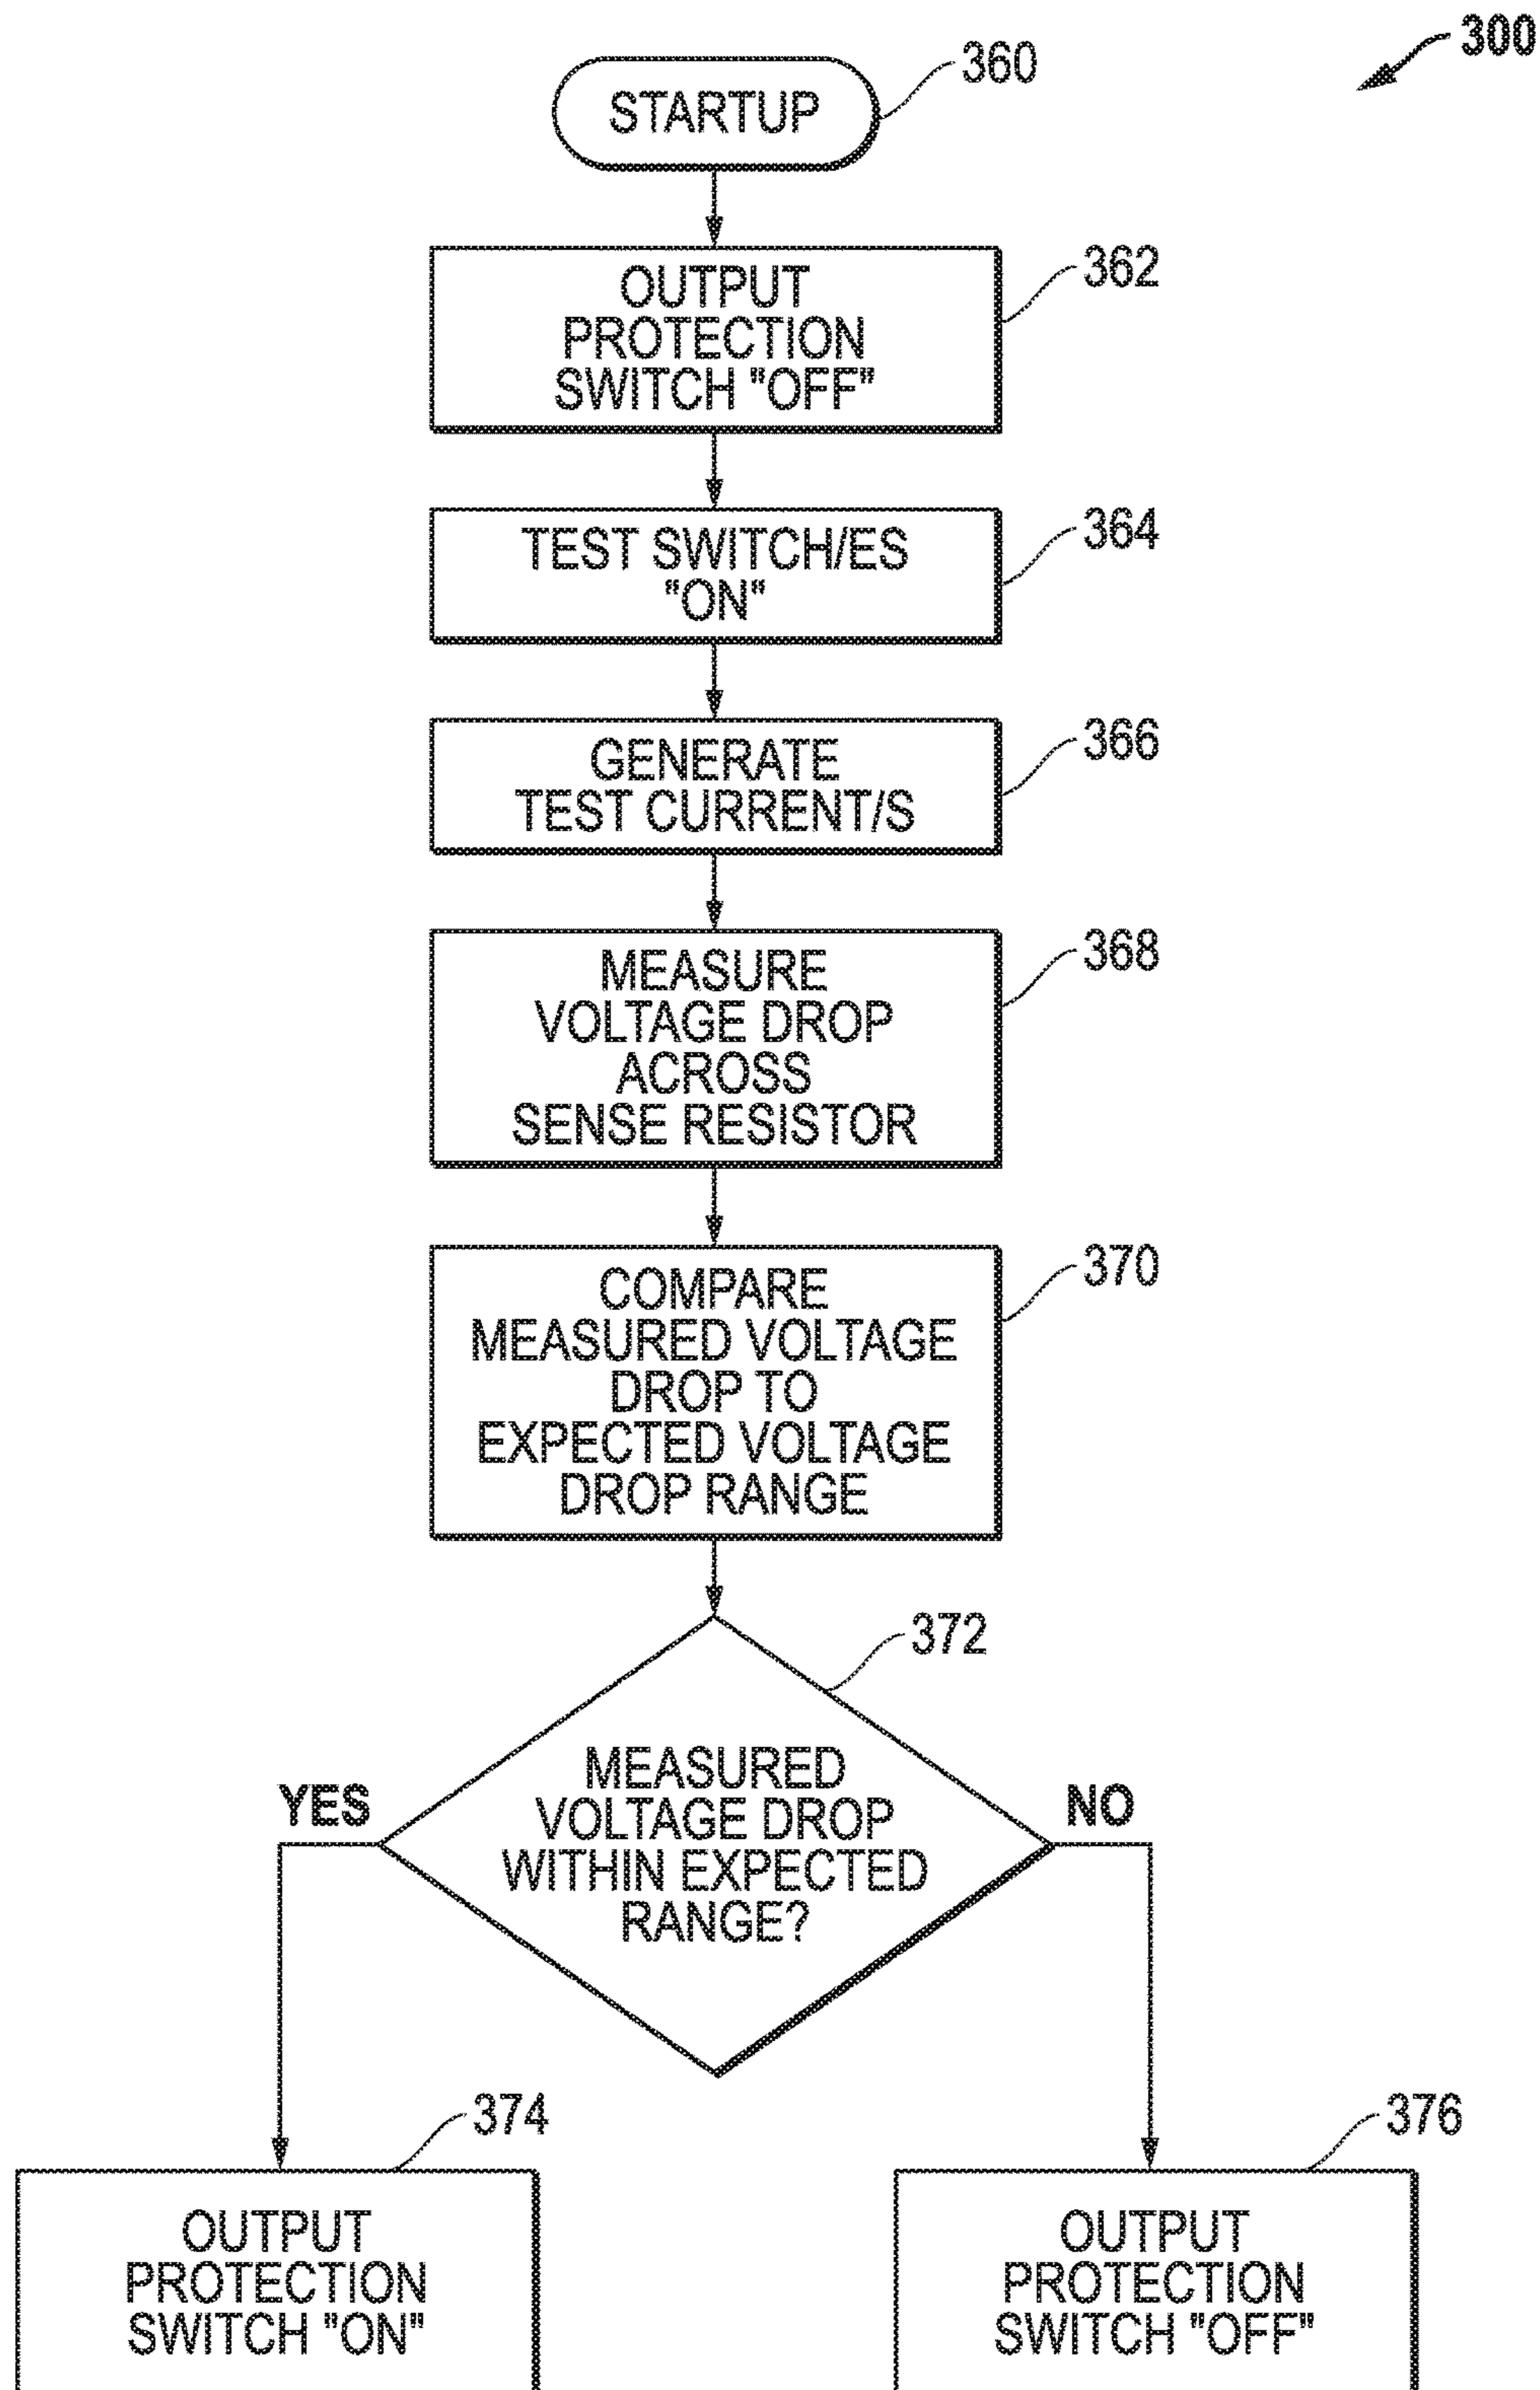 300
STARTUP
360
OUTPUT
PROTECTION
SWITCH "OFF"
362
TEST SWITCH/ES
"ON"
364
GENERATE
TEST CURRENT/S
366
MEASURE
VOLTAGE DROP
ACROSS
SENSE RESISTOR
368
COMPARE
MEASURED VOLTAGE
DROP TO
EXPECTED VOLTAGE
DROP RANGE
370
MEASURED
VOLTAGE DROP
WITHIN EXPECTED
RANGE?
372
YES
NO
OUTPUT
PROTECTION
SWITCH "ON"
374
OUTPUT
PROTECTION
SWITCH "OFF"
376